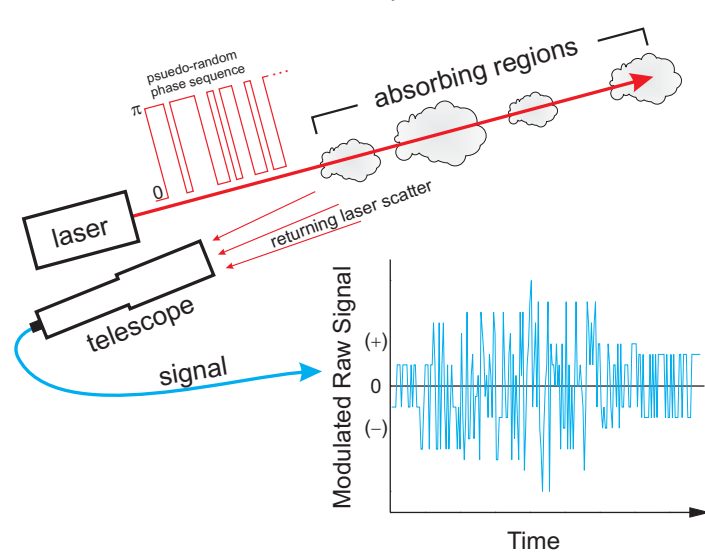 psuedo-random
phase sequence
π
0
absorbing regions
laser
returning laser scatter
telescope
signal
Modulated Raw Signal
(+)
0
(−)
Time